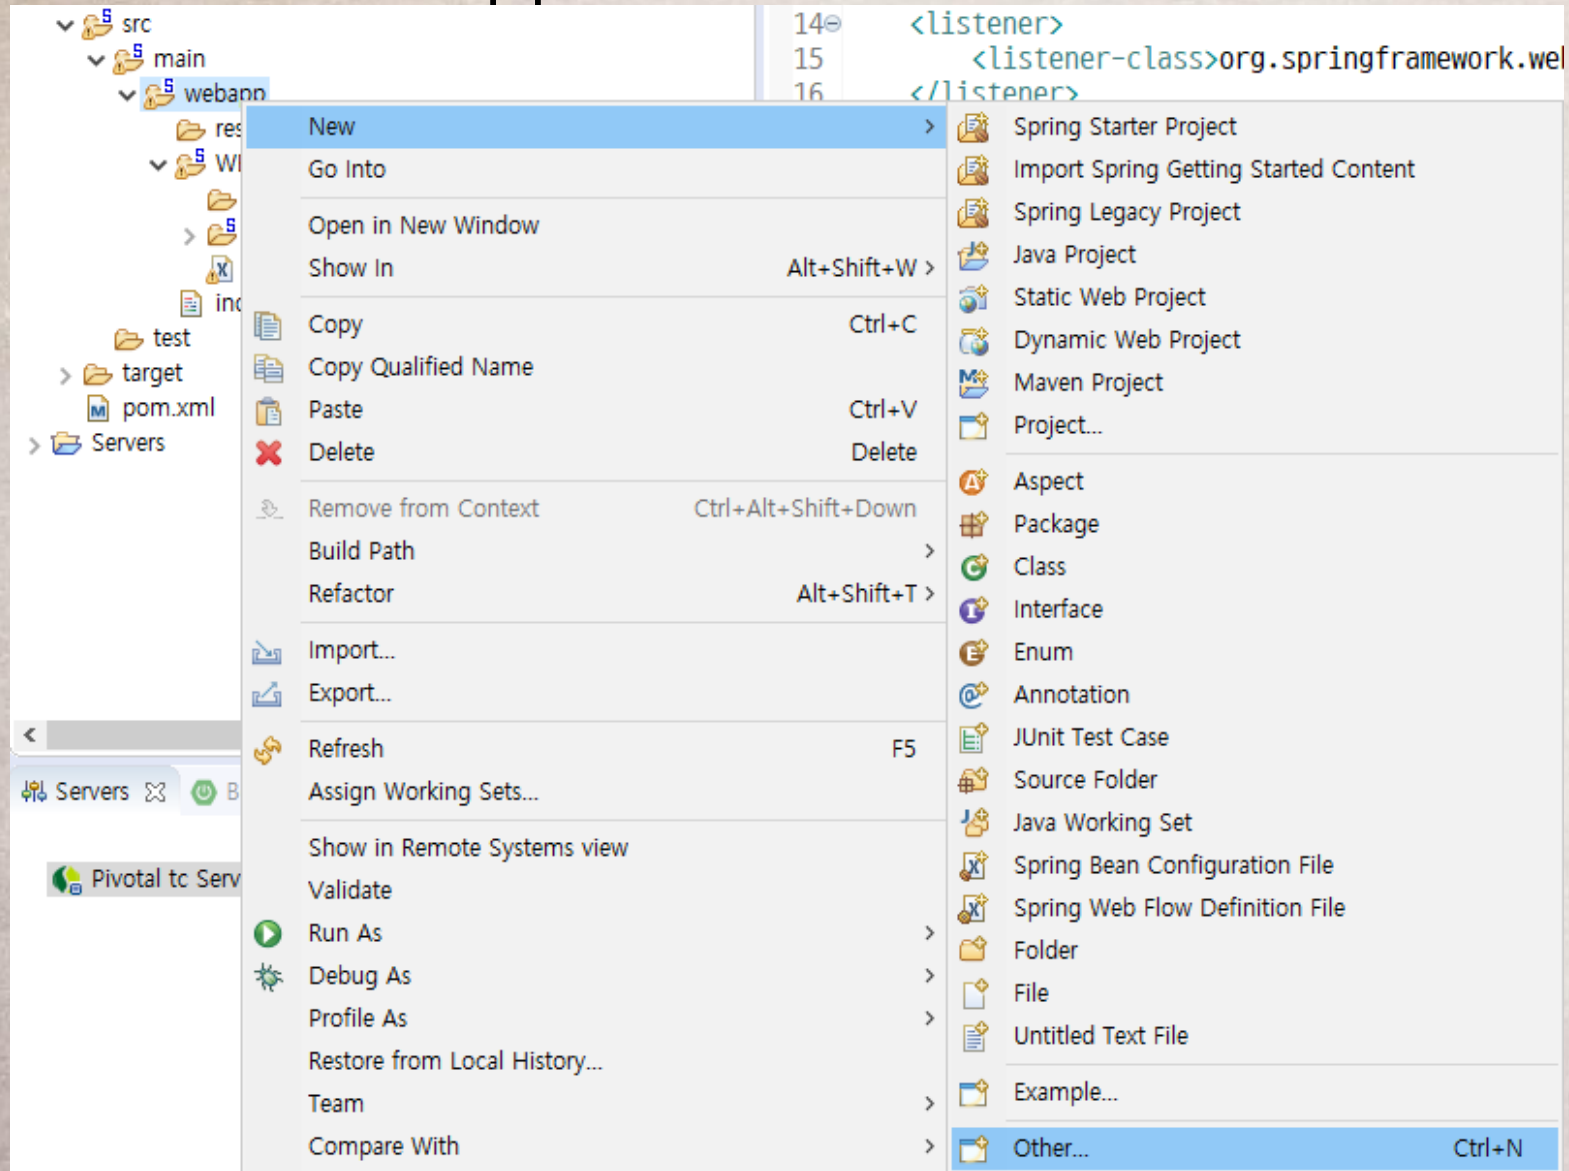 src
main
webapp
test
target
pom.xml
Servers
14
<listener>
15
<listener-class>org.springframework.we
16
</listener>
New
Go Into
Open in New Window
Show In Alt+Shift+W
Copy Ctrl+C
Copy Qualified Name
Paste Ctrl+V
Delete Delete
Remove from Context Ctrl+Alt+Shift+Down
Build Path
Refactor Alt+Shift+T
Import...
Export...
Refresh F5
Assign Working Sets...
Show in Remote Systems view
Validate
Run As
Debug As
Profile As
Restore from Local History...
Team
Compare With
Spring Starter Project
Import Spring Getting Started Content
Spring Legacy Project
Java Project
Static Web Project
Dynamic Web Project
Maven Project
Project...
Aspect
Package
Class
Interface
Enum
Annotation
JUnit Test Case
Source Folder
Java Working Set
Spring Bean Configuration File
Spring Web Flow Definition File
Folder
File
Untitled Text File
Example...
Other... Ctrl+N
Servers
Pivotal tc Serv